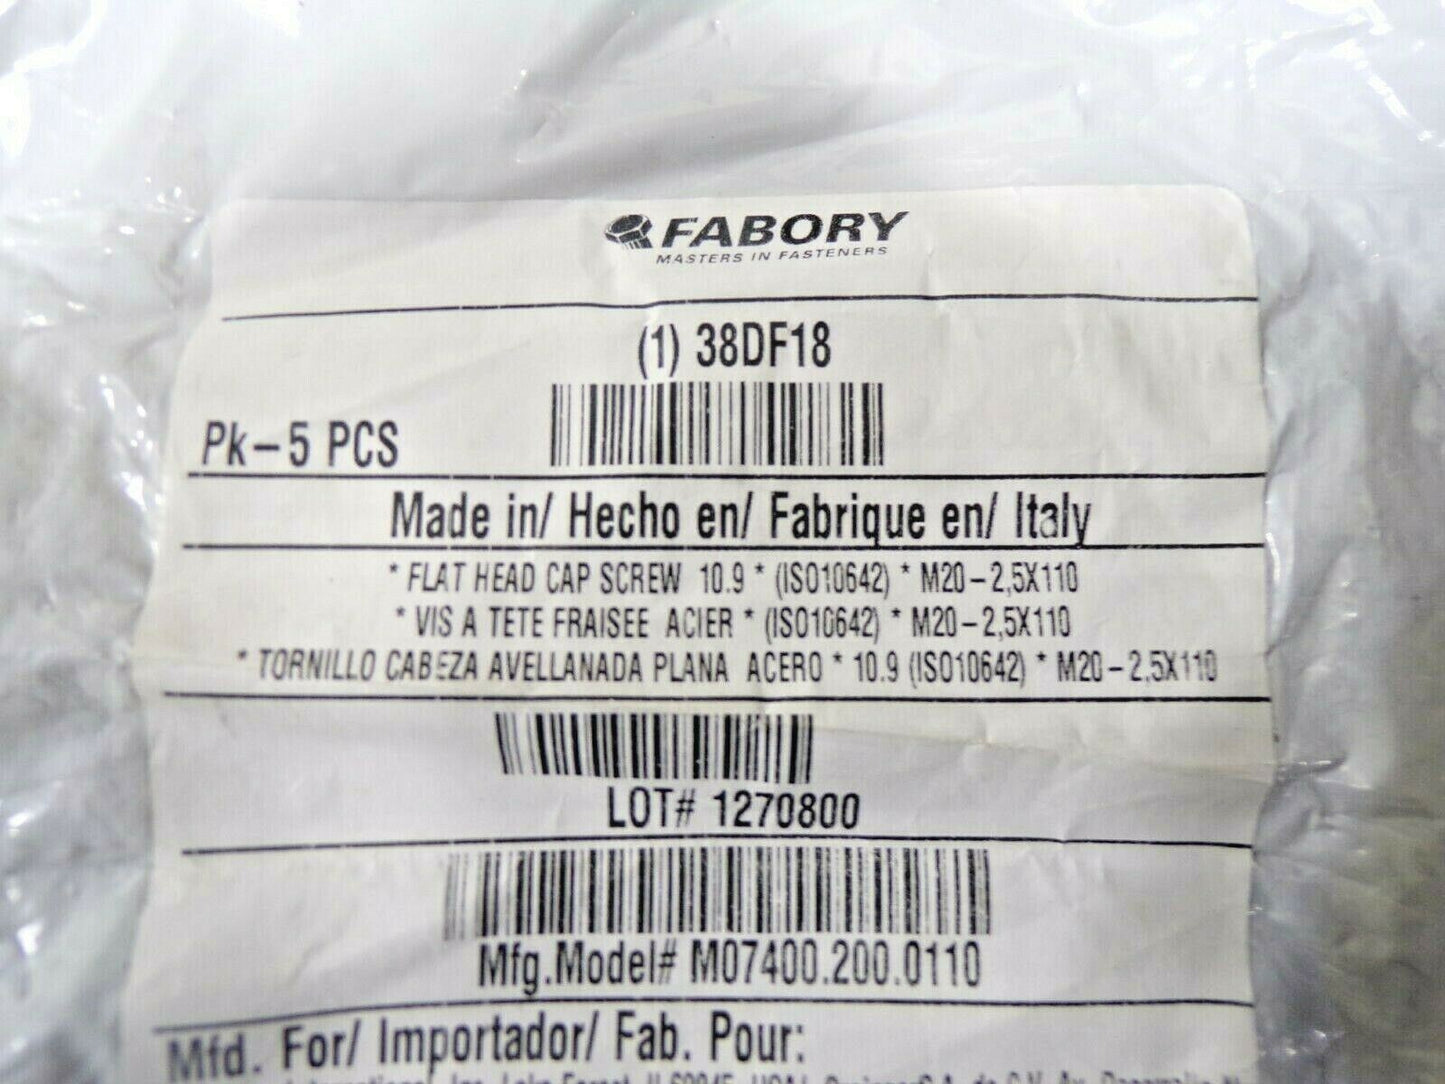 FABORY
MASTERS IN FASTENERS
(1) 38DF18
Pk-5 PCS
Made in/ Hecho en/ Fabrique en/ Italy
* FLAT HEAD CAP SCREW 10.9 * (ISO10642) * M20-2,5X110
* VIS A TETE FRAISEE ACIER * (ISO10642) * M20-2,5X110
* TORNILLO CABEZA AVELLANADA PLANA ACERO * 10.9 (ISO10642) * M20-2,5X110
LOT# 1270800
Mfg.Model# M07400.200.0110
Mfd. For/ Importador/ Fab. Pour: